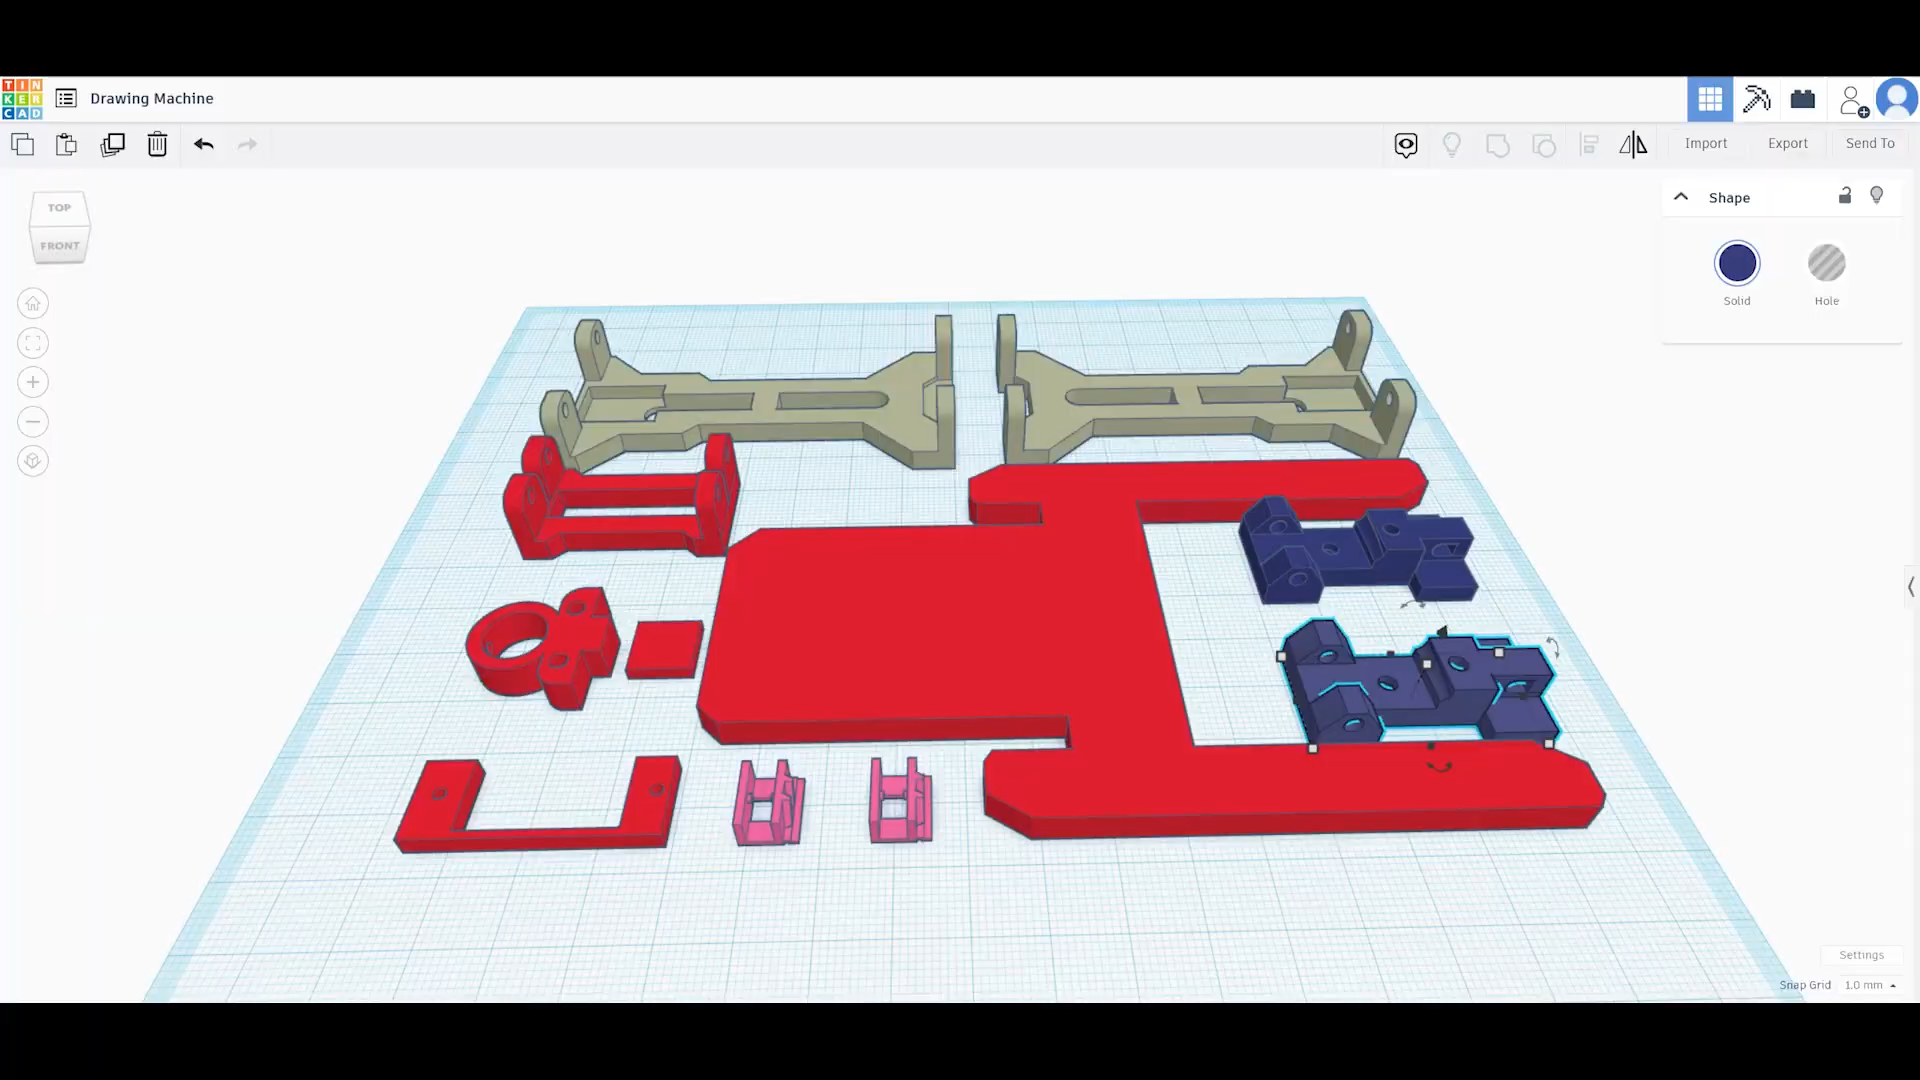 TIN
KER
CAD
Drawing Machine
Import
Export
Send To
TOP
FRONT
Shape
Solid
Hole
Settings
Snap Grid 1.0 mm